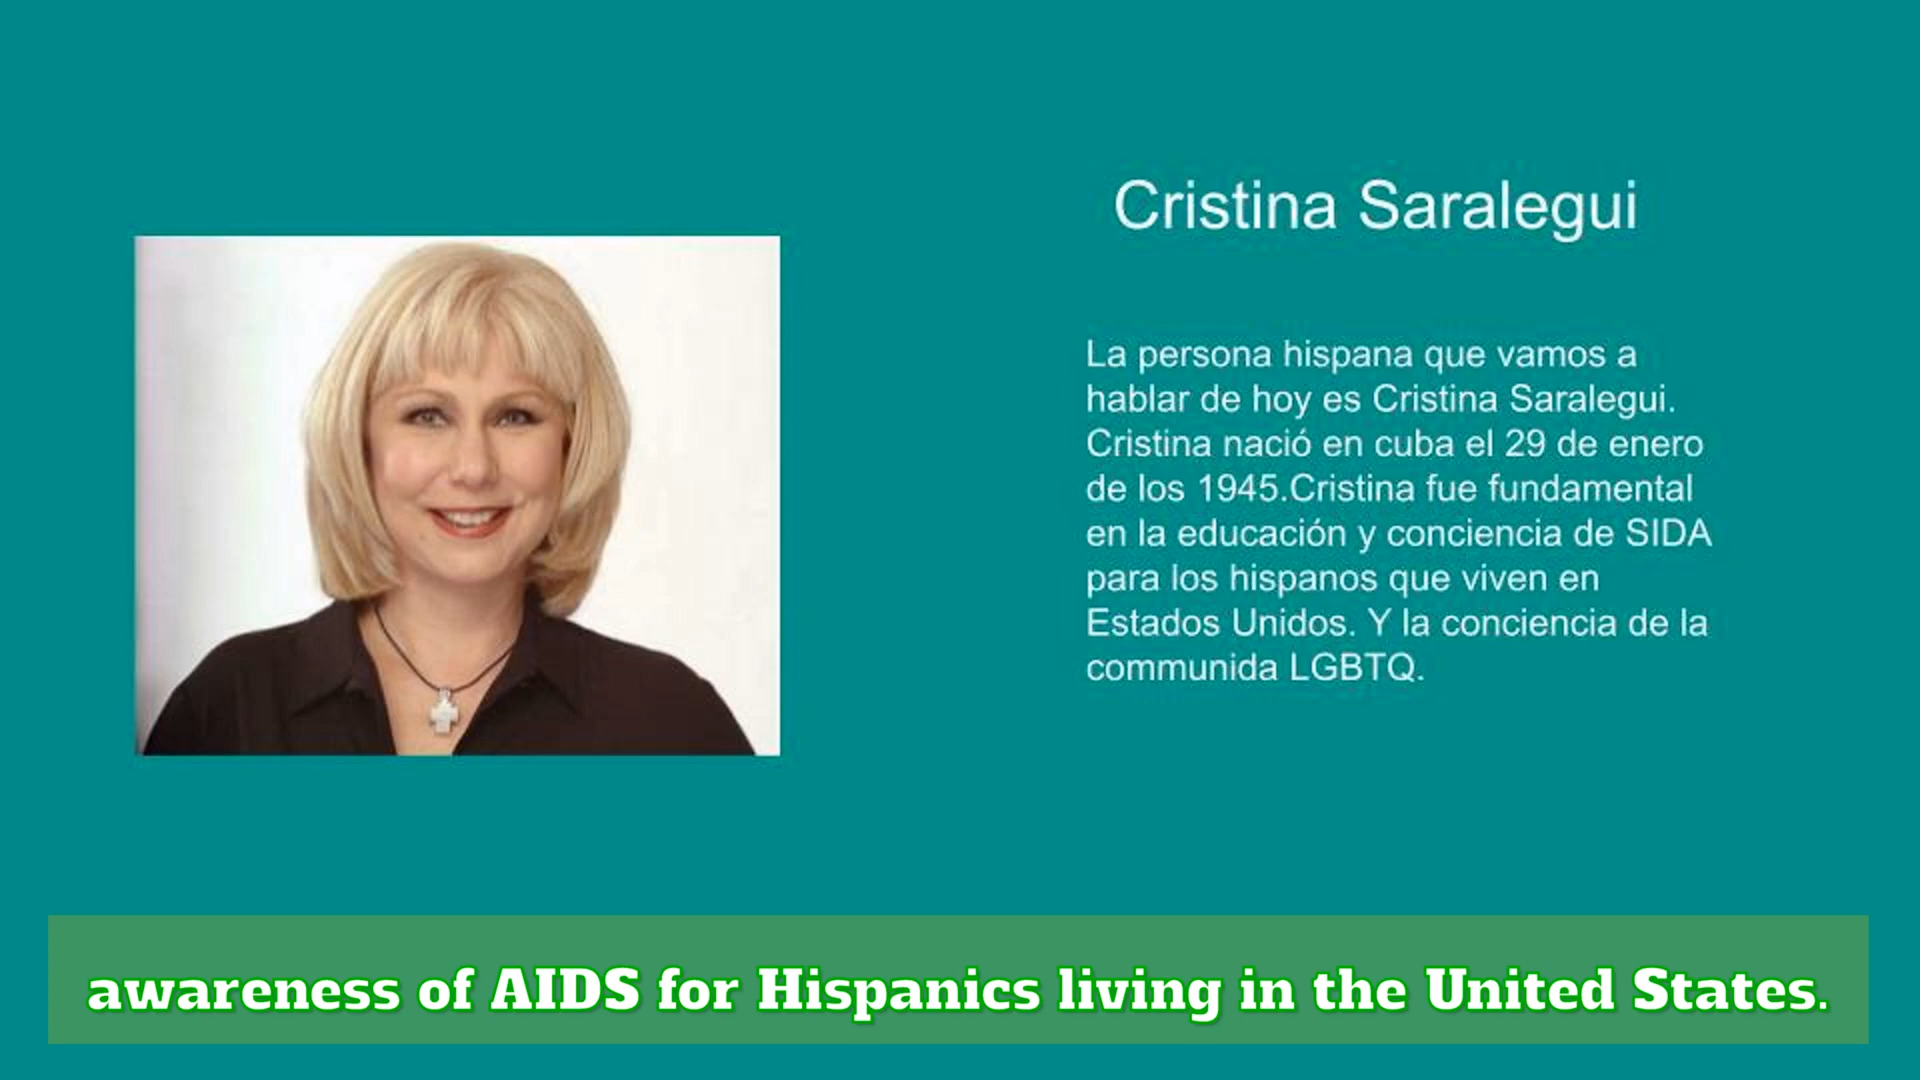 Cristina Saralegui
La persona hispana que vamos a
hablar de hoy es Cristina Saralegui.
Cristina nació en cuba el 29 de enero
de los 1945.Cristina fue fundamental
en la educación y conciencia de SIDA
para los hispanos que viven en
Estados Unidos. Y la conciencia de la
communida LGBTQ.
awareness of AIDS for Hispanics living in the United States.